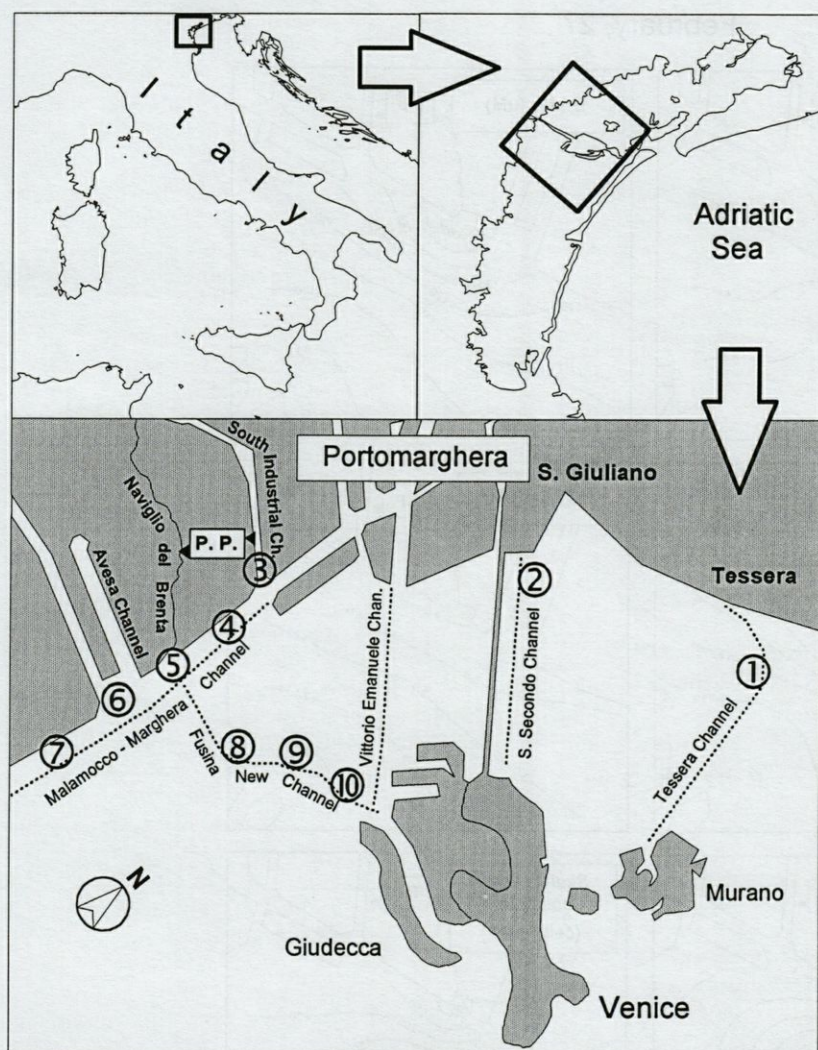 Italy
Adriatic
Sea
Portomarghera
S. Giuliano
South Industrial Ch.
Naviglio del Brenta
P. P.
Avesa Channel
Tessera
3
2
4
1
5
6
7
8
9
10
Malamocco - Marghera Channel
Fusina New Channel
Vittorio Emanuele Chan.
S. Secondo Channel
Tessera Channel
N
Murano
Giudecca
Venice